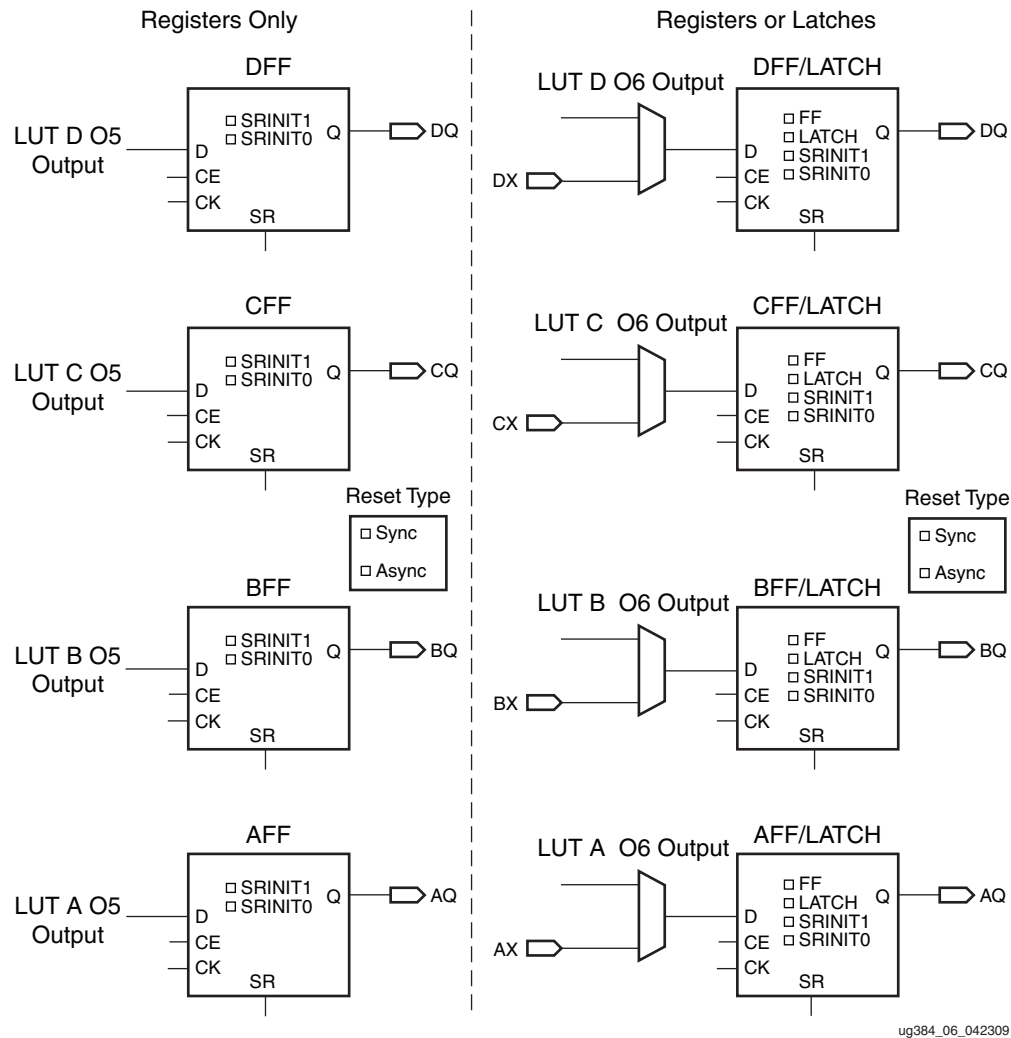 Registers Only
Registers or Latches
DFF
LUT D O5
Output
SRINIT1
SRINIT0
D
CE
CK
SR
Q
DQ
LUT D O6 Output
DX
DFF/LATCH
FF
LATCH
SRINIT1
SRINIT0
D
CE
CK
SR
Q
DQ
CFF
LUT C O5
Output
SRINIT1
SRINIT0
D
CE
CK
SR
Q
CQ
LUT C O6 Output
CX
CFF/LATCH
FF
LATCH
SRINIT1
SRINIT0
D
CE
CK
SR
Q
CQ
Reset Type
Sync
Async
Reset Type
Sync
Async
BFF
LUT B O5
Output
SRINIT1
SRINIT0
D
CE
CK
SR
Q
BQ
LUT B O6 Output
BX
BFF/LATCH
FF
LATCH
SRINIT1
SRINIT0
D
CE
CK
SR
Q
BQ
AFF
LUT A O5
Output
SRINIT1
SRINIT0
D
CE
CK
SR
Q
AQ
LUT A O6 Output
AX
AFF/LATCH
FF
LATCH
SRINIT1
SRINIT0
D
CE
CK
SR
Q
AQ
ug384_06_042309